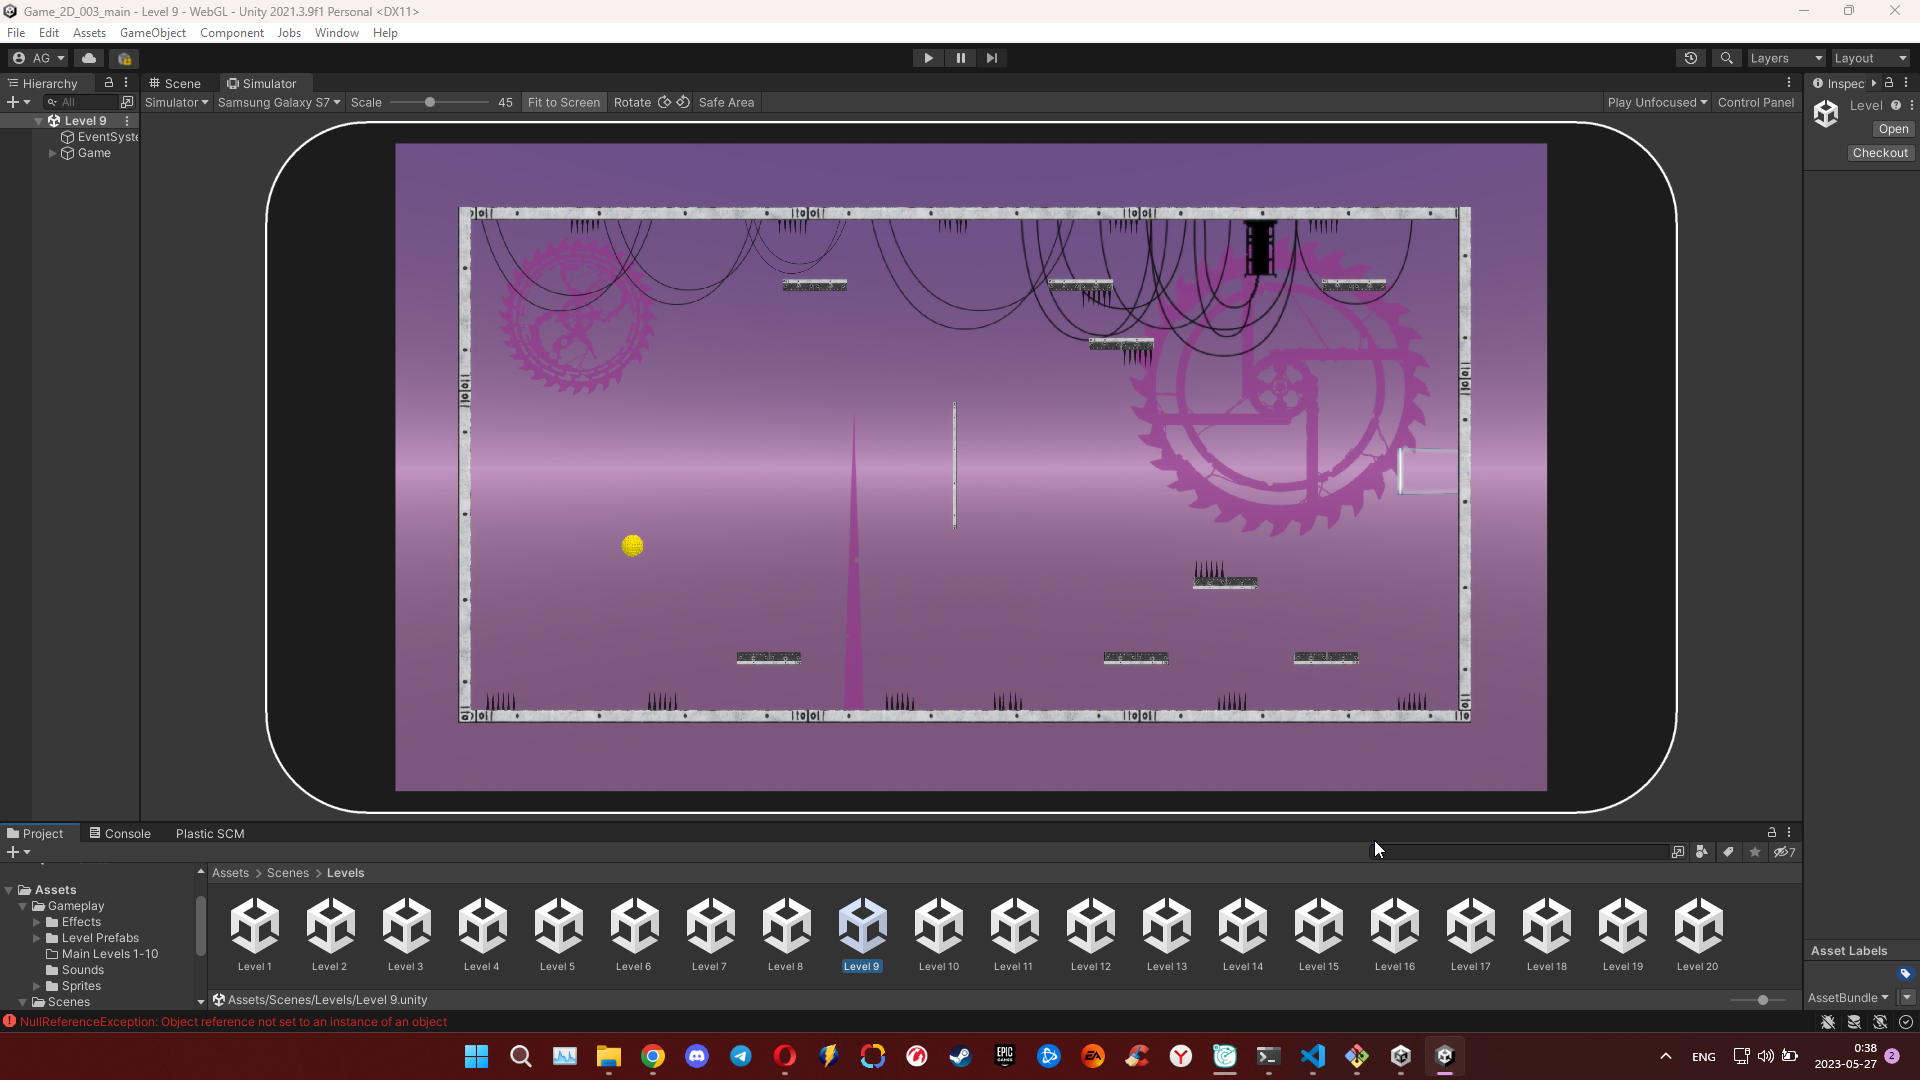 Game_2D_003_main - Level 9 - WebGL - Unity 2021.3.9f1 Personal <DX11>
File Edit Assets GameObject Component Jobs Window Help
AG Layers Layout
Hierarchy Scene Simulator Inspec
All Simulator Samsung Galaxy S7 Scale 45 Fit to Screen Rotate Safe Area Play Unfocused Control Panel Level
Level 9 Open
EventSyste
Game Checkout
Project Console Plastic SCM
7
Assets > Scenes > Levels
Assets
Gameplay
Effects
Level Prefabs
Main Levels 1-10
Sounds
Sprites
Scenes
Level 1 Level 2 Level 3 Level 4 Level 5 Level 6 Level 7 Level 8 Level 9 Level 10 Level 11 Level 12 Level 13 Level 14 Level 15 Level 16 Level 17 Level 18 Level 19 Level 20
Assets/Scenes/Levels/Level 9.unity
Asset Labels
AssetBundle
NullReferenceException: Object reference not set to an instance of an object
EPIC GAMES EA
ENG 0:38
2023-05-27 2